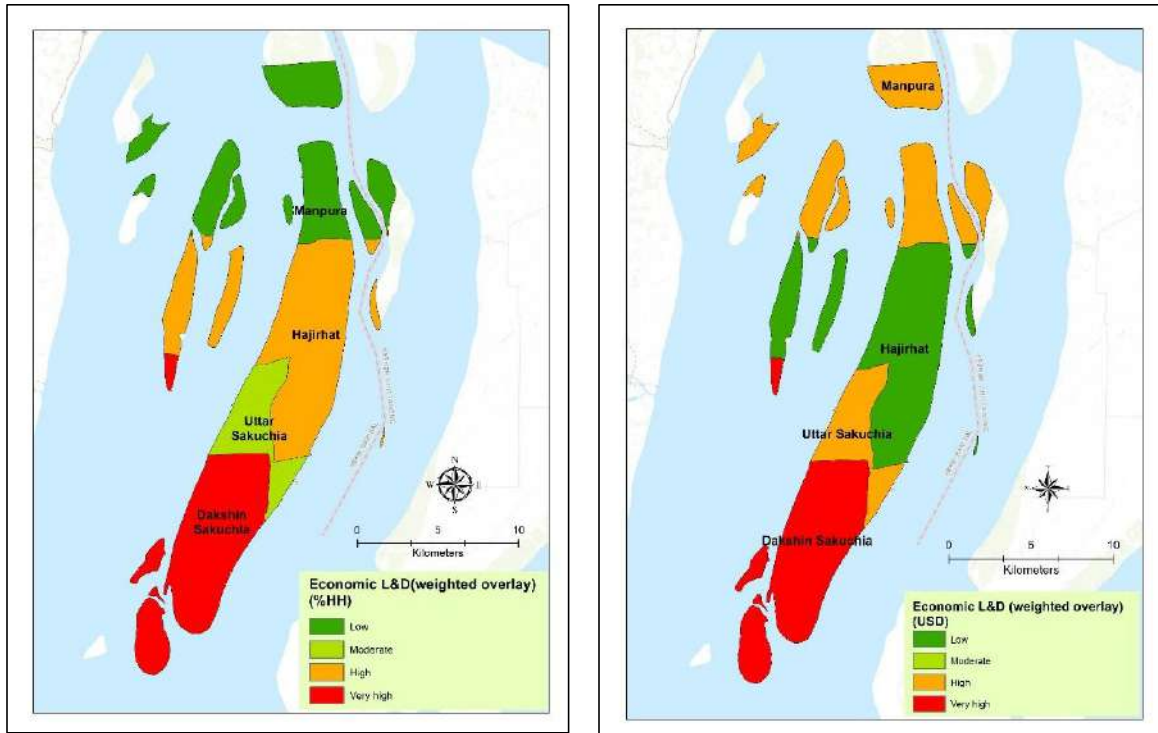 Manpura
Hajirhat
Uttar
Sakuchia
Dakshin
Sakuchia
N
W
E
S
0 5 10
Kilometers
Economic L&D(weighted overlay)
(%HH)
Low
Moderate
High
Very high
Manpura
Hajirhat
Uttar Sakuchia
Dakshin Sakuchia
0 5 10
Kilometers
Economic L&D (weighted overlay)
(USD)
Low
Moderate
High
Very high